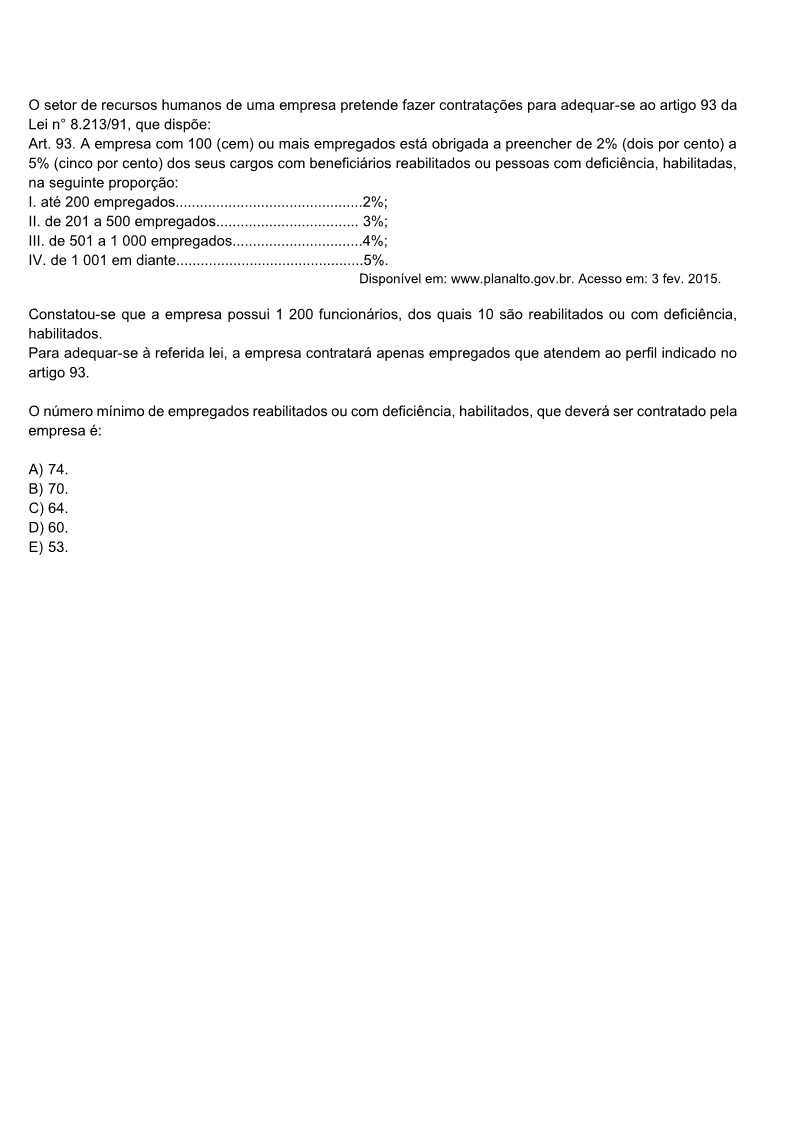 O setor de recursos humanos de uma empresa pretende fazer contratações para adequar-se ao artigo 93 da
Lei n° 8.213/91, que dispõe:
Art. 93. A empresa com 100 (cem) ou mais empregados está obrigada a preencher de 2% (dois por cento) a
5% (cinco por cento) dos seus cargos com beneficiários reabilitados ou pessoas com deficiência, habilitadas,
na seguinte proporção:
I. até 200 empregados..............................................2%;
II. de 201 a 500 empregados................................... 3%;
III. de 501 a 1 000 empregados................................4%;
IV. de 1 001 em diante..............................................5%.
Disponível em: www.planalto.gov.br. Acesso em: 3 fev. 2015.
Constatou-se que a empresa possui 1 200 funcionários, dos quais 10 são reabilitados ou com deficiência,
habilitados.
Para adequar-se à referida lei, a empresa contratará apenas empregados que atendem ao perfil indicado no
artigo 93.
O número mínimo de empregados reabilitados ou com deficiência, habilitados, que deverá ser contratado pela
empresa é:
A) 74.
B) 70.
C) 64.
D) 60.
E) 53.